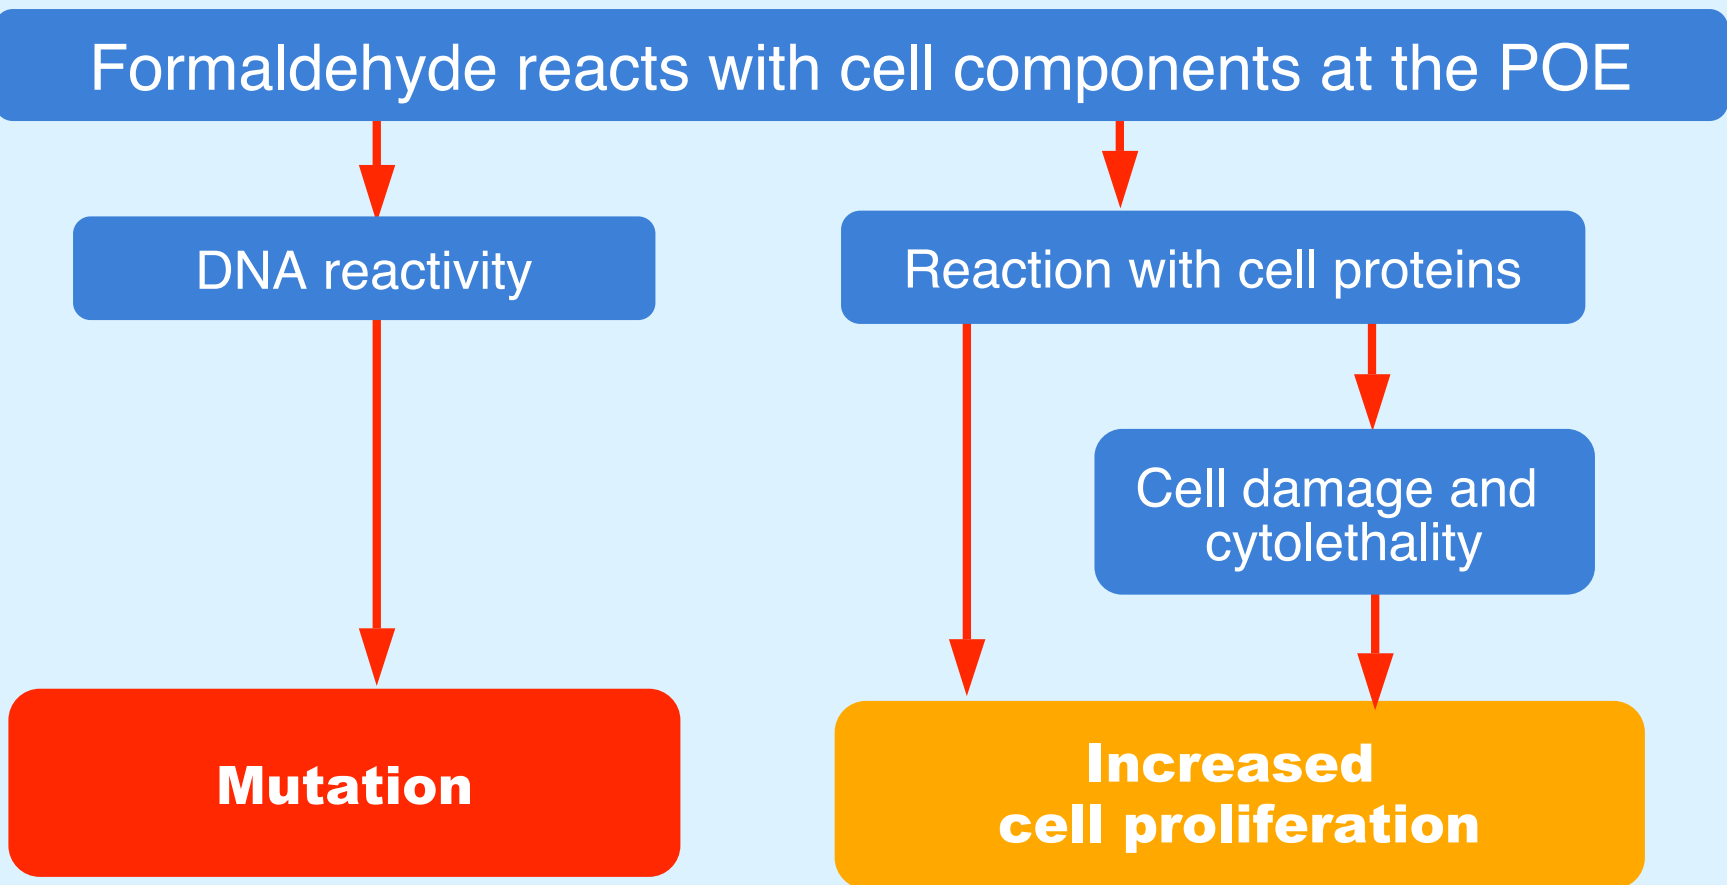 Formaldehyde reacts with cell components at the POE
DNA reactivity
Reaction with cell proteins
Cell damage and
cytolethality
Mutation
Increased
cell proliferation